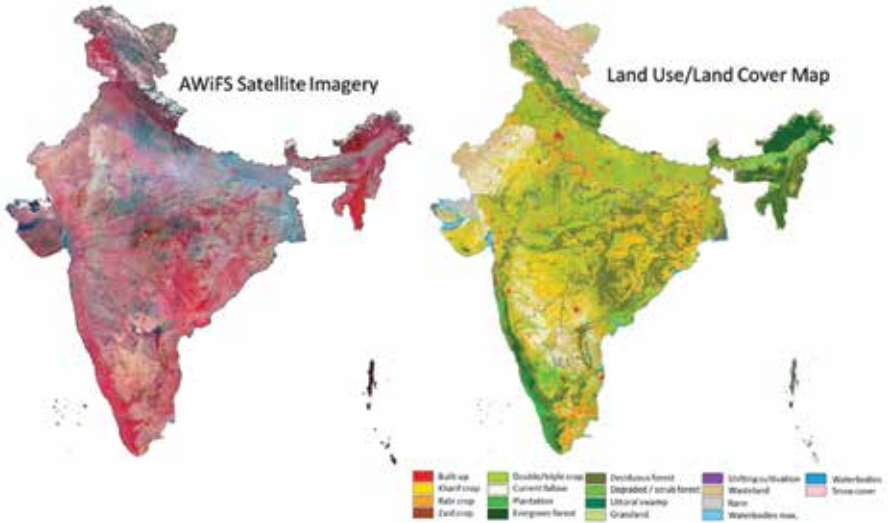 AWiFS Satellite Imagery
Land Use/Land Cover Map
Built-up
Kharif crop
Rabi crop
Zaid crop
Double/triple crop
Current fallow
Plantation
Evergreen forest
Deciduous forest
Degraded / scrub forest
Littoral swamp
Grassland
Shifting cultivation
Wasteland
Rann
Waterbodies max.
Waterbodies
Snow cover